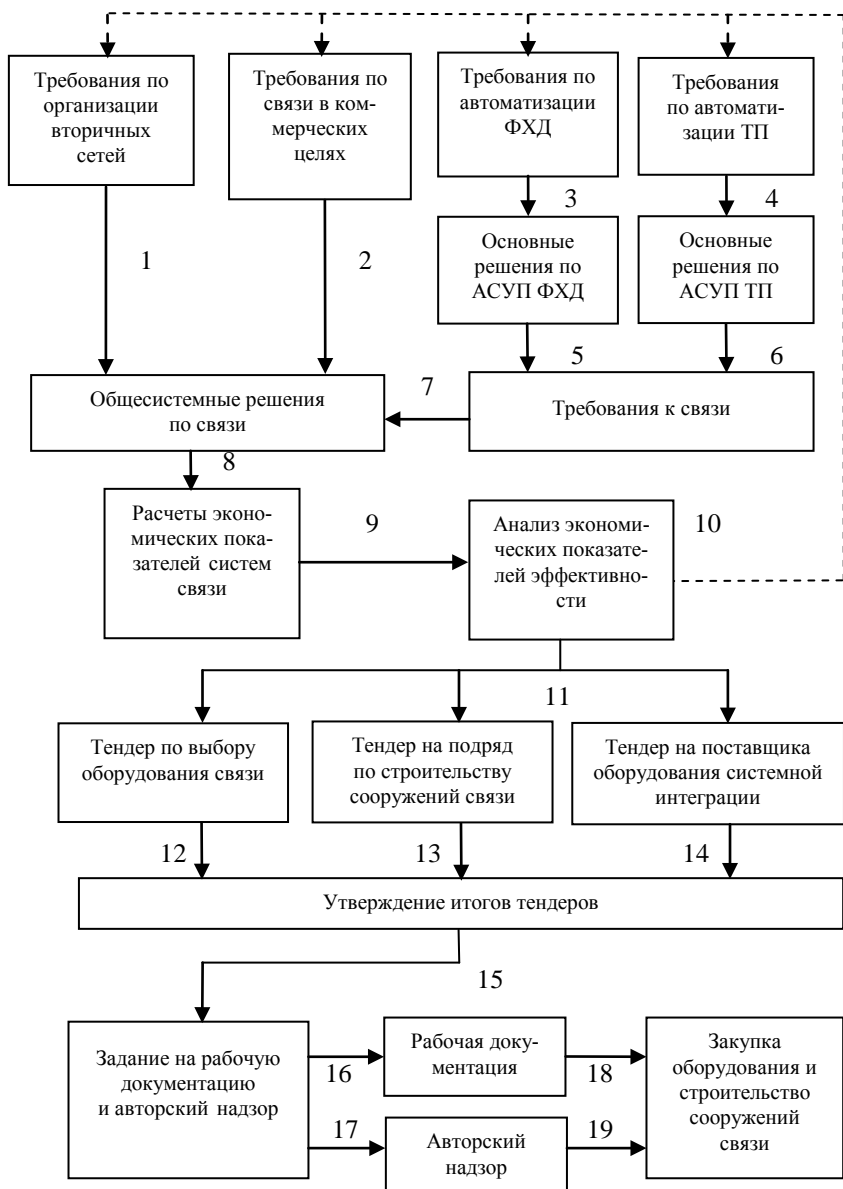 Требования по
организации
вторичных
сетей
Требования по
связи в ком-
мерческих
целях
Требования по
автоматизации
ФХД
Требования
по автомати-
зации ТП
1
2
3
4
Основные
решения по
АСУП ФХД
Основные
решения по
АСУП ТП
5
6
7
Общесистемные решения
по связи
Требования к связи
8
Расчеты эконо-
мических пока-
зателей систем
связи
9
Анализ экономи-
ческих показате-
лей эффективно-
сти
10
11
Тендер по выбору
оборудования связи
Тендер на подряд
по строительству
сооружений связи
Тендер на поставщика
оборудования системной
интеграции
12
13
14
Утверждение итогов тендеров
15
Задание на рабочую
документацию
и авторский надзор
16
17
Рабочая доку-
ментация
Авторский
надзор
18
19
Закупка
оборудования и
строительство
сооружений
связи